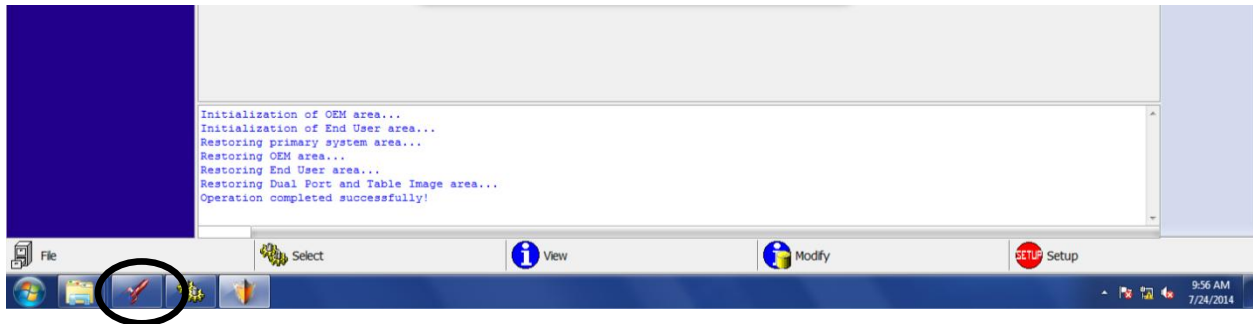 Initialization of OEM area...
Initialization of End User area...
Restoring primary system area...
Restoring OEM area...
Restoring End User area...
Restoring Dual Port and Table Image area...
Operation completed successfully!
File Select View Modify SETUP Setup
9:56 AM
7/24/2014